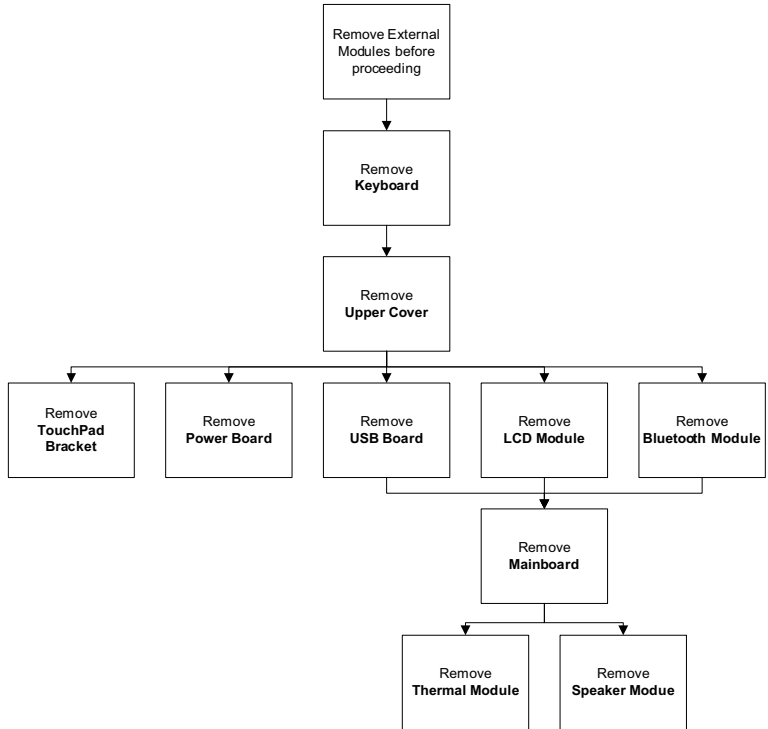 Remove External
Modules before
proceeding
Remove
Keyboard
Remove
Upper Cover
Remove
TouchPad
Bracket
Remove
Power Board
Remove
USB Board
Remove
LCD Module
Remove
Bluetooth Module
Remove
Mainboard
Remove
Thermal Module
Remove
Speaker Modue